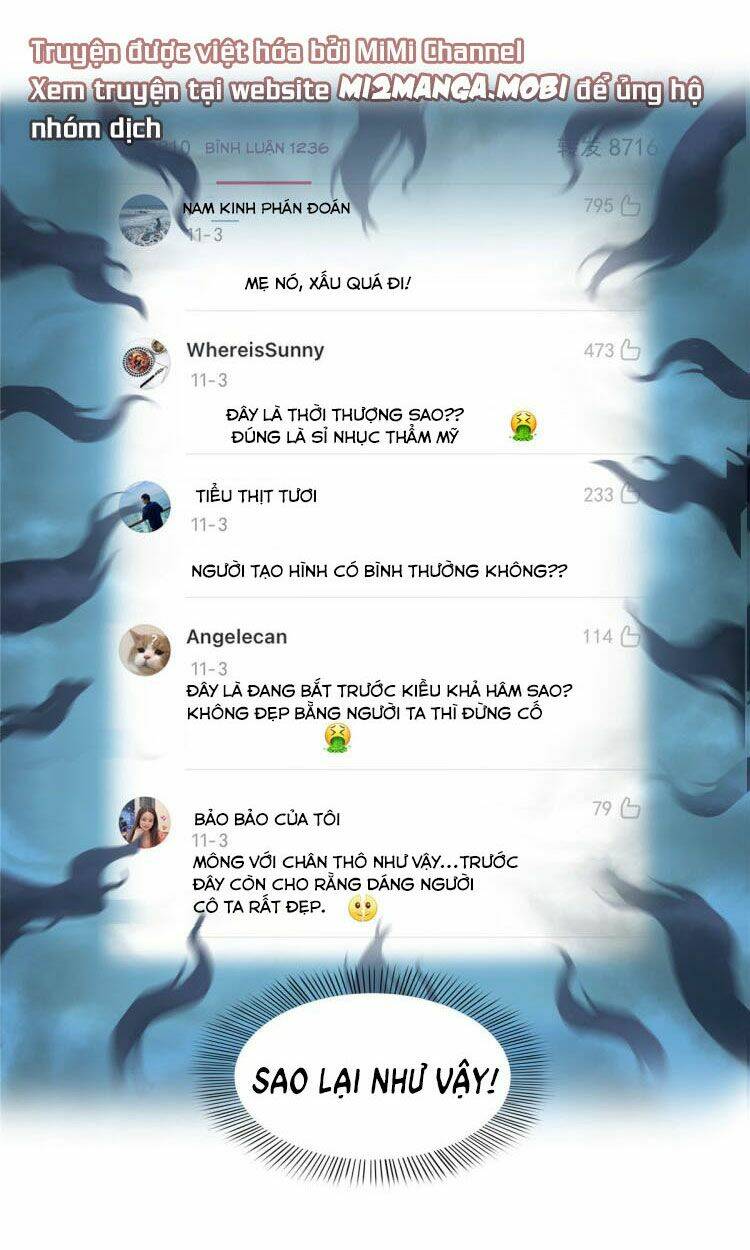 Truyện được việt hóa bởi MiMi Channel
Xem truyện tại website MI2MANGA.MOBI để ủng hộ
nhóm dịch
BÌNH LUẬN 1236
转发 8716
NAM KINH PHÁN ĐOÁN
795
11-3
MẸ NÓ, XẤU QUÁ ĐI!
WhereisSunny
473
11-3
ĐÂY LÀ THỜI THƯỢNG SAO??
ĐÚNG LÀ SỈ NHỤC THẨM MỸ
TIỂU THỊT TƯƠI
233
11-3
NGƯỜI TẠO HÌNH CÓ BÌNH THƯỜNG KHÔNG??
Angelecan
114
11-3
ĐÂY LÀ ĐANG BẮT TRƯỚC KIỀU KHẢ HÂM SAO?
KHÔNG ĐẸP BẰNG NGƯỜI TA THÌ ĐỪNG CỐ
BẢO BẢO CỦA TÔI
79
11-3
MÔNG VỚI CHÂN THÔ NHƯ VẬY...TRƯỚC
ĐÂY CÒN CHO RẰNG DÁNG NGƯỜI
CÔ TA RẤT ĐẸP.
SAO LẠI NHƯ VẬY!